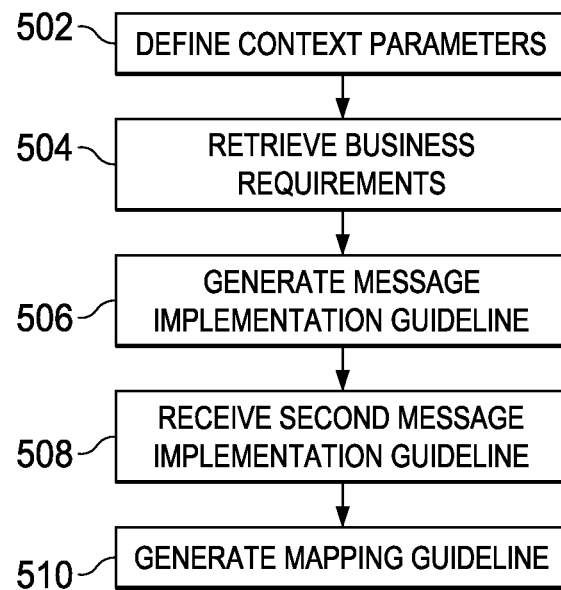 502
DEFINE CONTEXT PARAMETERS
504
RETRIEVE BUSINESS
REQUIREMENTS
506
GENERATE MESSAGE
IMPLEMENTATION GUIDELINE
508
RECEIVE SECOND MESSAGE
IMPLEMENTATION GUIDELINE
510
GENERATE MAPPING GUIDELINE